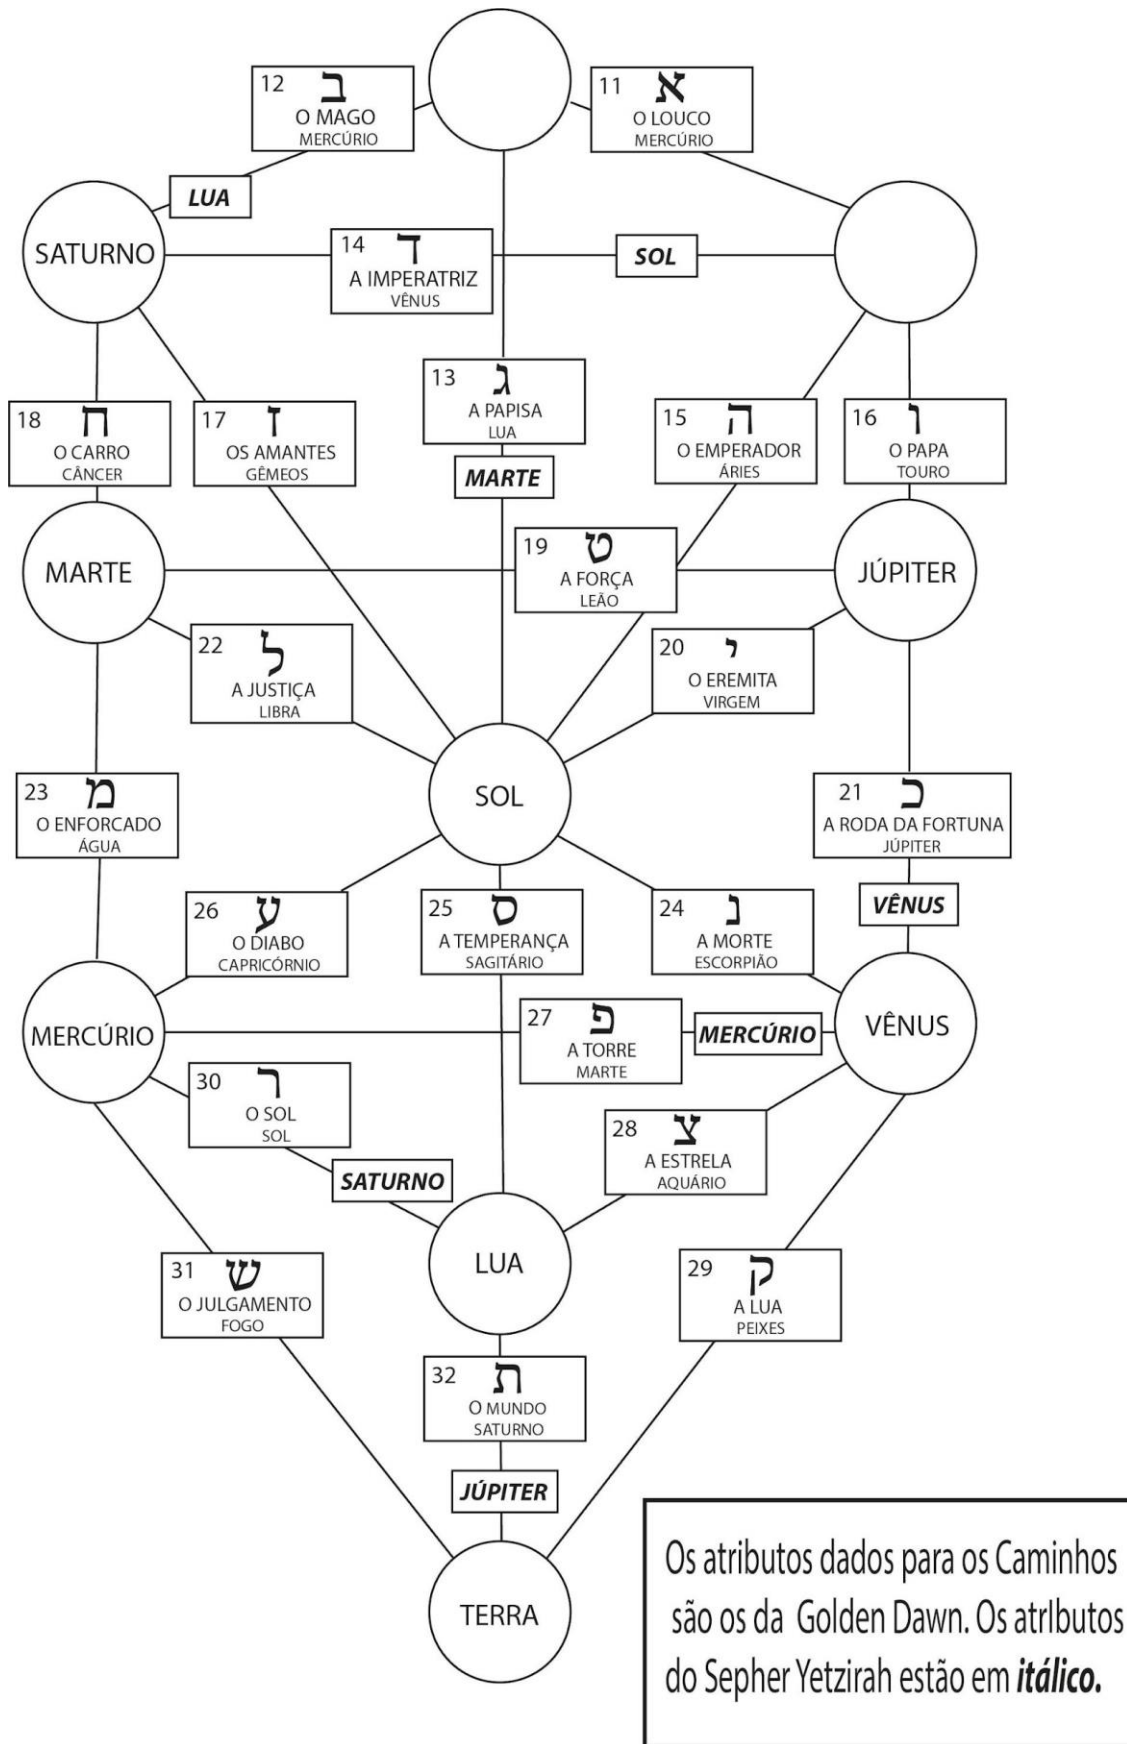 12 ב
O MAGO
MERCÚRIO
11 א
O LOUCO
MERCÚRIO
LUA
SATURNO
14 ד
A IMPERATRIZ
VÊNUS
SOL
13 ג
A PAPISA
LUA
MARTE
18 ח
O CARRO
CÂNCER
17 ז
OS AMANTES
GÊMEOS
15 ה
O EMPERADOR
ÁRIES
16 ו
O PAPA
TOURO
MARTE
19 ט
A FORÇA
LEÃO
JÚPITER
22 ל
A JUSTIÇA
LIBRA
20 י
O EREMITA
VIRGEM
SOL
23 מ
O ENFORCADO
ÁGUA
21 כ
A RODA DA FORTUNA
JÚPITER
VÊNUS
26 ע
O DIABO
CAPRICÓRNIO
25 ס
A TEMPERANÇA
SAGITÁRIO
24 נ
A MORTE
ESCORPIÃO
MERCÚRIO
27 פ
A TORRE
MARTE
MERCÚRIO
VÊNUS
30 ר
O SOL
SOL
28 צ
A ESTRELA
AQUÁRIO
SATURNO
LUA
31 ש
O JULGAMENTO
FOGO
29 ק
A LUA
PEIXES
32 ת
O MUNDO
SATURNO
JÚPITER
TERRA
Os atributos dados para os Caminhos
são os da Golden Dawn. Os atrlbutos
do Sepher Yetzirah estão em itálico.